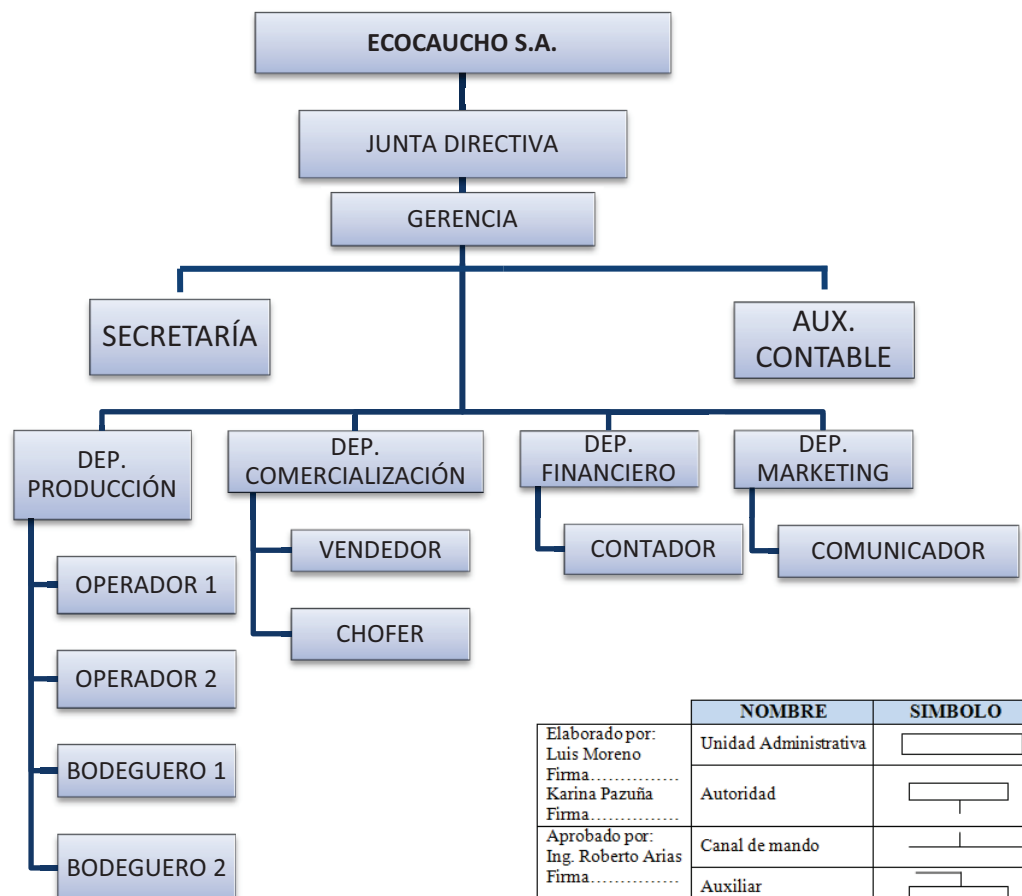 ECOCAUCHO S.A.
JUNTA DIRECTIVA
GERENCIA
SECRETARÍA
AUX.
CONTABLE
DEP.
PRODUCCIÓN
DEP.
COMERCIALIZACIÓN
DEP.
FINANCIERO
DEP.
MARKETING
OPERADOR 1
OPERADOR 2
BODEGUERO 1
BODEGUERO 2
VENDEDOR
CHOFER
CONTADOR
COMUNICADOR
NOMBRE
SIMBOLO
Elaborado por:
Luis Moreno
Firma...............
Karina Pazuña
Firma...............
Unidad Administrativa
Autoridad
Aprobado por:
Ing. Roberto Arias
Firma...............
Canal de mando
Auxiliar